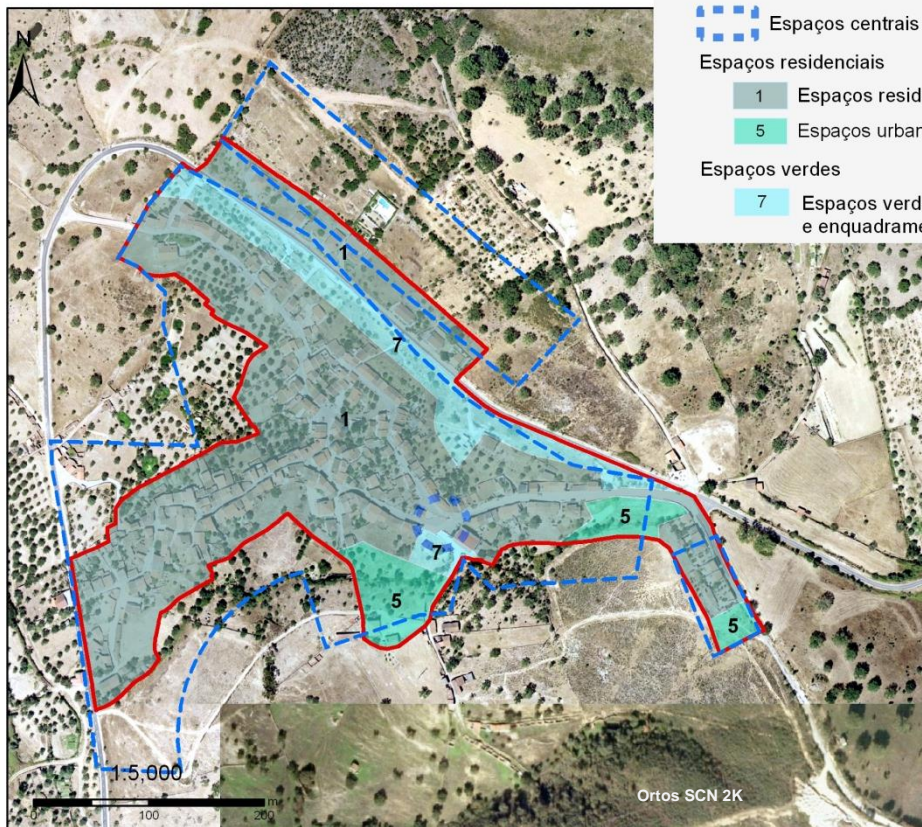 N
Espaços centrais
Espaços residenciais
1 Espaços resid
5 Espaços urban
Espaços verdes
7 Espaços verd
e enquadrame
1
7
1
5
7
5
5
1:5,000
m
0 100 200
Ortos SCN 2K